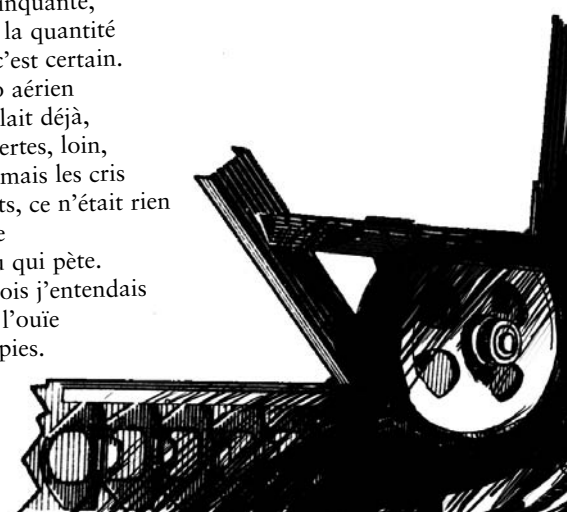 inquante,
la quantité
c'est certain.
o aérien
lait déjà,
ertes, loin,
mais les cris
ts, ce n'était rien
e
u qui pète.
ois j'entendais
l'ouïe
pies.